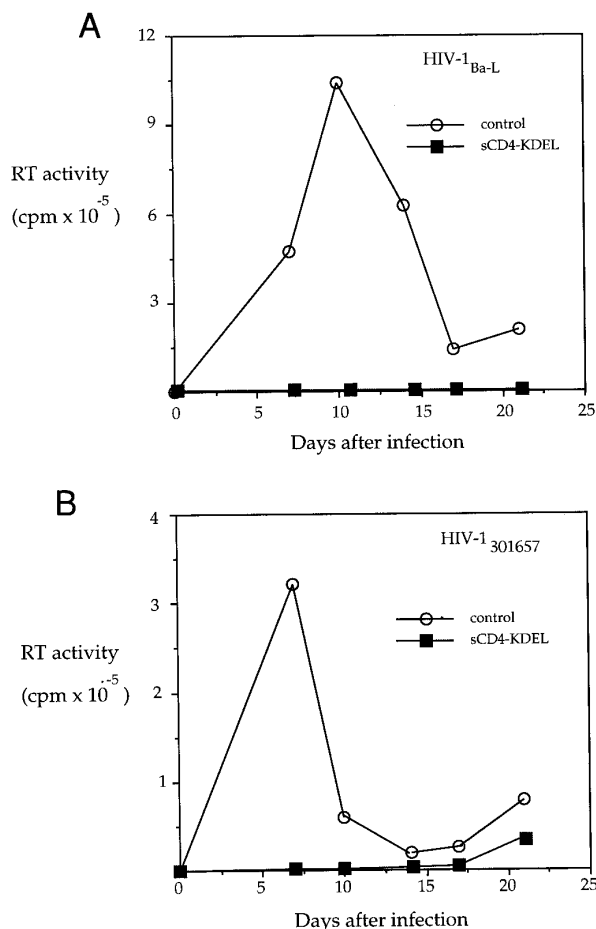 A
12
9
6
3
0
RT activity
(cpm x 10-5)
HIV-1Ba-L
control
sCD4-KDEL
0 5 10 15 20 25
Days after infection
B
4
3
2
1
RT activity
(cpm x 10-5)
HIV-1 301657
control
sCD4-KDEL
0 5 10 15 20 25
Days after infection